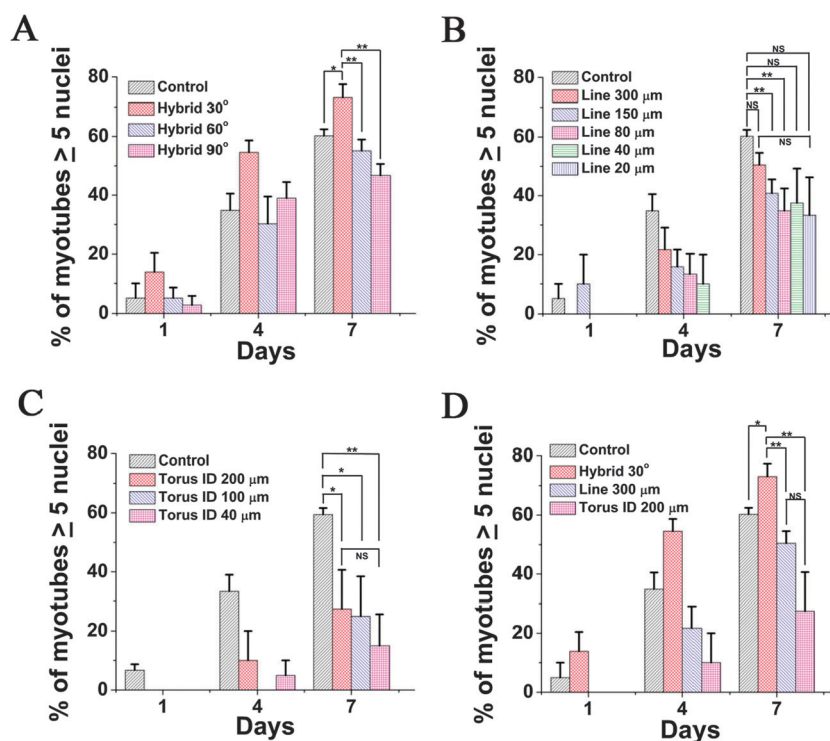 A
% of myotubes ≥ 5 nuclei
80
60
40
20
0
Control
Hybrid 30°
Hybrid 60°
Hybrid 90°
*
**
**
1
4
7
Days
B
% of myotubes ≥ 5 nuclei
80
60
40
20
0
Control
Line 300 μm
Line 150 μm
Line 80 μm
Line 40 μm
Line 20 μm
NS
NS
**
**
NS
NS
1
4
7
Days
C
% of myotubes ≥ 5 nuclei
80
60
40
20
0
Control
Torus ID 200 μm
Torus ID 100 μm
Torus ID 40 μm
**
*
*
NS
1
4
7
Days
D
% of myotubes ≥ 5 nuclei
80
60
40
20
0
Control
Hybrid 30°
Line 300 μm
Torus ID 200 μm
*
**
**
NS
1
4
7
Days